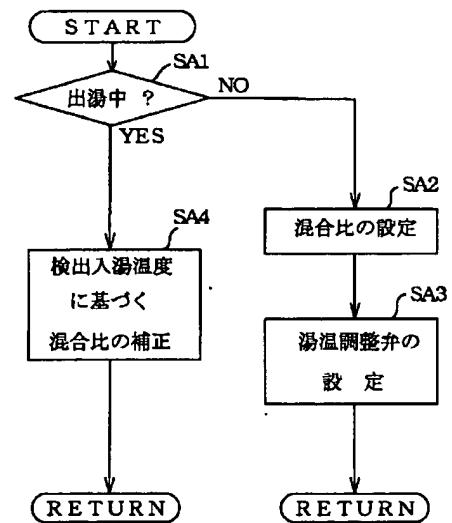 START
SA1
出湯中 ?
NO
YES
SA2
混合比の設定
SA4
検出入湯温度
に基づく
混合比の補正
SA3
湯温調整弁の
設 定
RETURN
RETURN